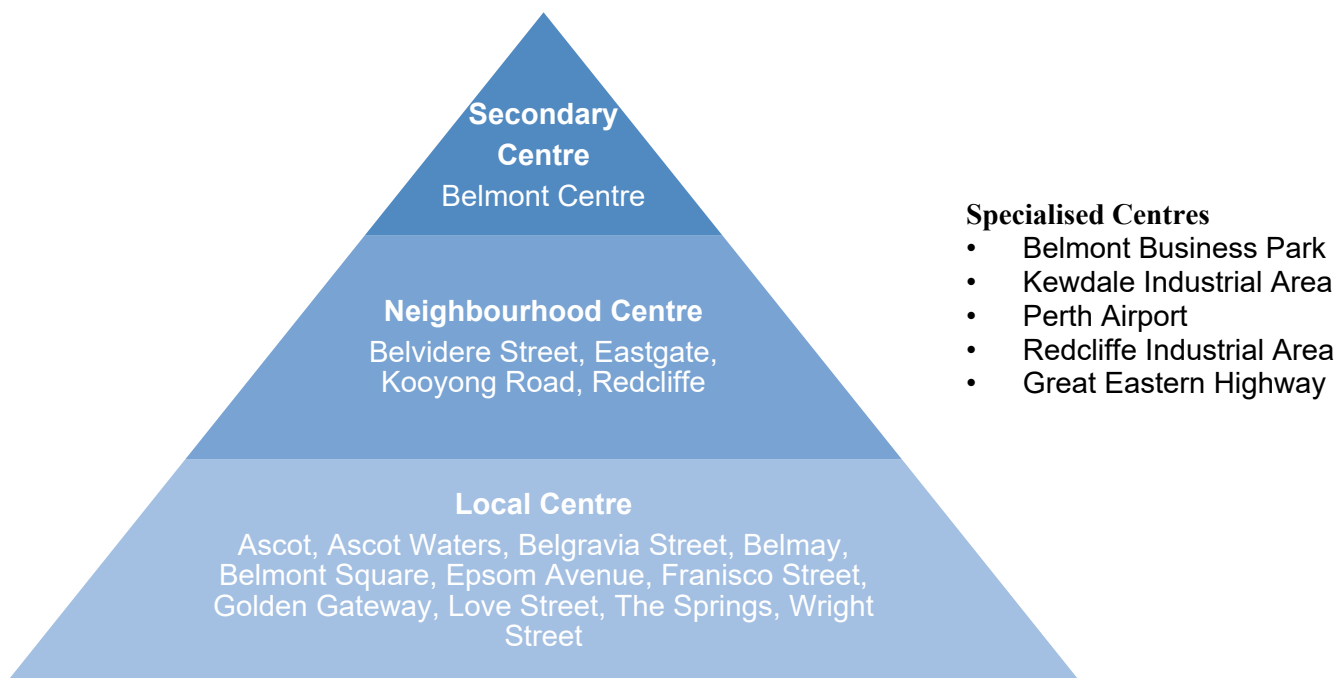 Secondary
Centre
Belmont Centre
Neighbourhood Centre
Belvidere Street, Eastgate,
Kooyong Road, Redcliffe
Local Centre
Ascot, Ascot Waters, Belgravia Street, Belmay,
Belmont Square, Epsom Avenue, Franisco Street,
Golden Gateway, Love Street, The Springs, Wright
Street
Specialised Centres
• Belmont Business Park
• Kewdale Industrial Area
• Perth Airport
• Redcliffe Industrial Area
• Great Eastern Highway